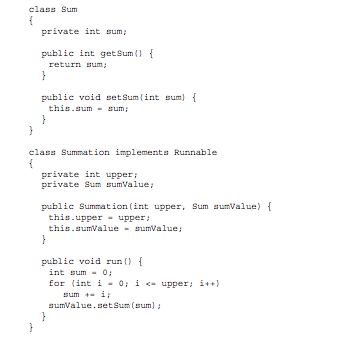 class Sum
{
private int sum;
public int getSum() {
return sum;
}
public void setSum(int sum) {
this.sum = sum;
}
}
class Summation implements Runnable
{
private int upper;
private Sum sumValue;
public Summation(int upper, Sum sumValue) {
this.upper = upper;
this.sumValue = sumValue;
}
public void run() {
int sum = 0;
for (int i = 0; i <= upper; i++)
sum += i;
sumValue.setSum(sum);
}
}